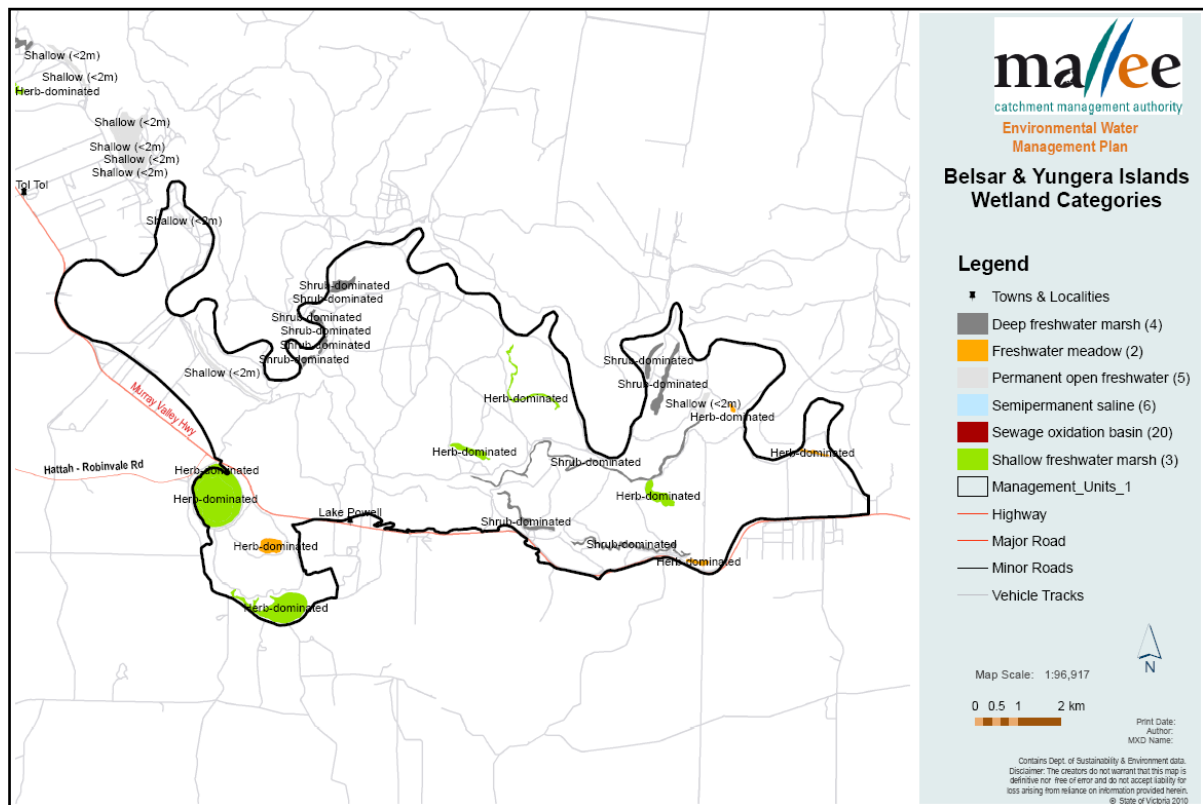 Shallow (<2m)
Shallow (<2m)
Herb-dominated
Shallow (<2m)
Shallow (<2m)
Shallow (<2m)
Shallow (<2m)
Tol Tol
Shallow (<2m)
Shrub-dominated
Shrub-dominated
Shrub-dominated
Shrub-dominated
Shrub-dominated
Shrub-dominated
Shallow (<2m)
Shrub-dominated
Shrub-dominated
Shallow (<2m)
Herb-dominated
Herb-dominated
Murray Valley Hwy
Herb-dominated
Herb-dominated
Shrub-dominated
Hattah - Robinvale Rd
Herb-dominated
Herb-dominated
Herb-dominated
Lake Powell
Shrub-dominated
Herb-dominated
Shrub-dominated
Herb-dominated
Herb-dominated
mallee
catchment management authority
Environmental Water
Management Plan
Belsar & Yungera Islands
Wetland Categories
Legend
Towns & Localities
Deep freshwater marsh (4)
Freshwater meadow (2)
Permanent open freshwater (5)
Semipermanent saline (6)
Sewage oxidation basin (20)
Shallow freshwater marsh (3)
Management_Units_1
Highway
Major Road
Minor Roads
Vehicle Tracks
N
Map Scale: 1:96,917
0 0.5 1 2 km
Print Date:
Author:
MXD Name:
Contains Dept. of Sustainability & Environment data.
Disclaimer: The creators do not warrant that this map is
definitive nor free of error and do not accept liability for
loss arising from reliance on information provided herein.
© State of Victoria 2010